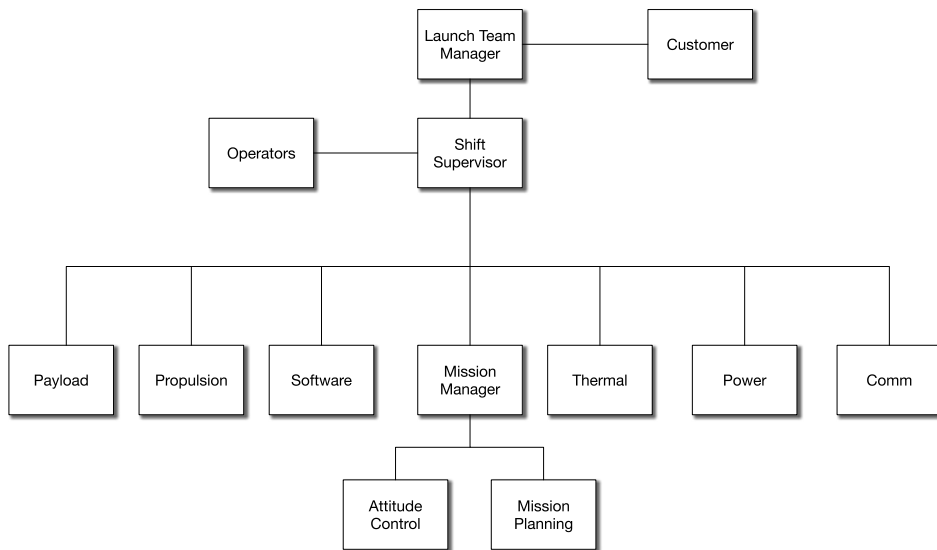 Launch Team
Manager
Customer
Operators
Shift
Supervisor
Payload
Propulsion
Software
Mission
Manager
Thermal
Power
Comm
Attitude
Control
Mission
Planning